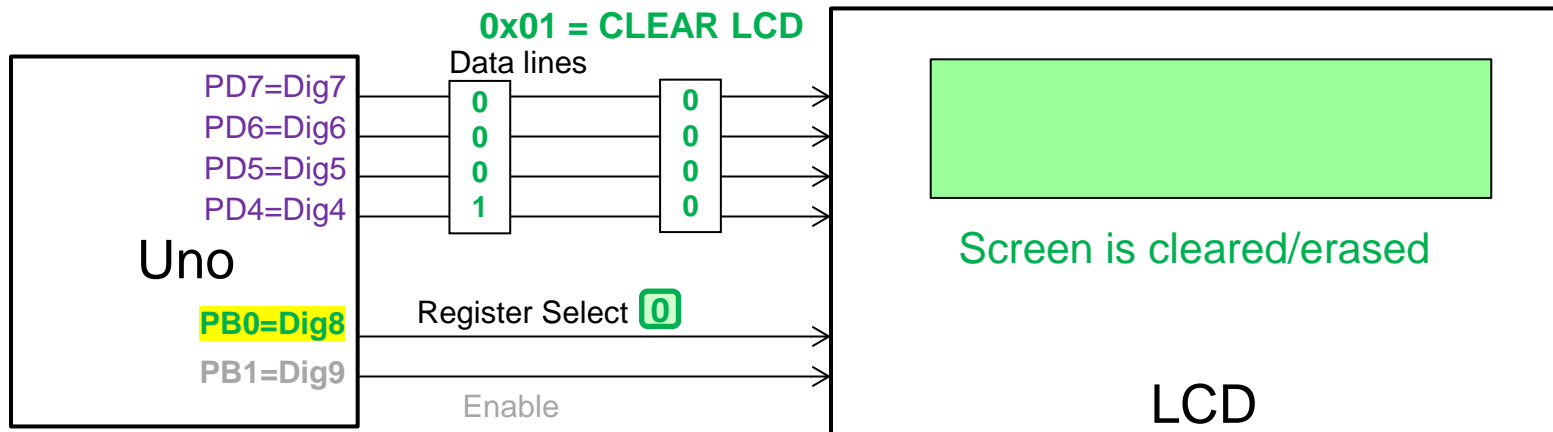 0x01 = CLEAR LCD
Data lines
PD7=Dig7
PD6=Dig6
PD5=Dig5
PD4=Dig4
0 0
0 0
0 0
1 0
Uno
Screen is cleared/erased
Register Select 0
PB0=Dig8
PB1=Dig9
Enable
LCD